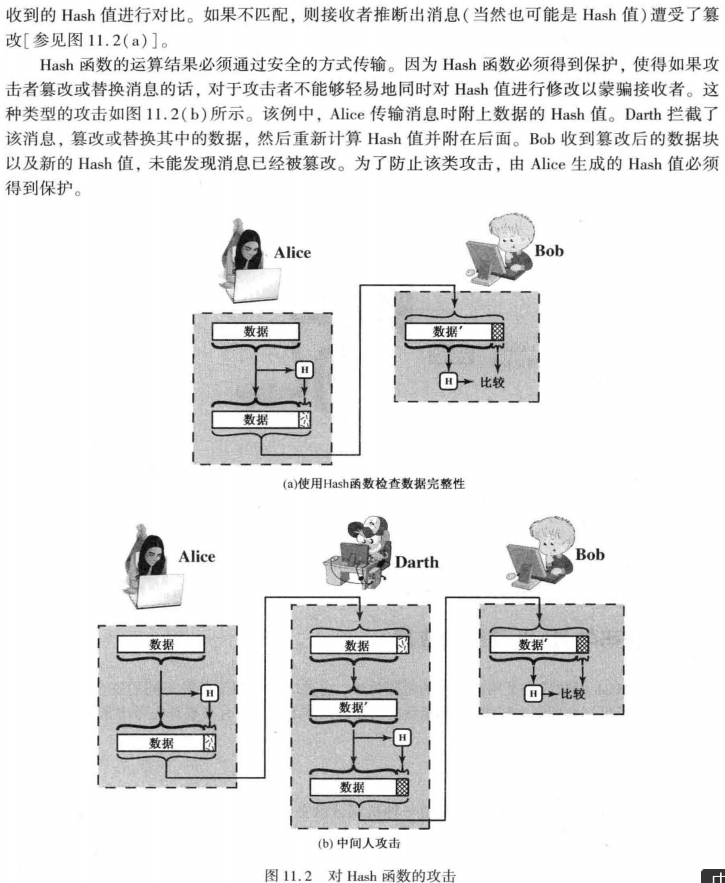 收到的 Hash 值进行对比。如果不匹配，则接收者推断出消息(当然也可能是 Hash 值)遭受了篡
改[参见图 11.2(a)]。
Hash 函数的运算结果必须通过安全的方式传输。因为 Hash 函数必须得到保护，使得如果攻
击者篡改或替换消息的话，对于攻击者不能够轻易地同时对 Hash 值进行修改以蒙骗接收者。这
种类型的攻击如图 11.2(b)所示。该例中，Alice 传输消息时附上数据的 Hash 值。Darth 拦截了
该消息，篡改或替换其中的数据，然后重新计算 Hash 值并附在后面。Bob 收到篡改后的数据块
以及新的 Hash 值，未能发现消息已经被篡改。为了防止该类攻击，由 Alice 生成的 Hash 值必须
得到保护。
Alice
Bob
数据
H
数据
数据′
H
比较
(a)使用Hash函数检查数据完整性
Alice
Darth
Bob
数据
H
数据
数据
数据′
H
数据
数据′
H
比较
(b) 中间人攻击
图 11.2 对 Hash 函数的攻击